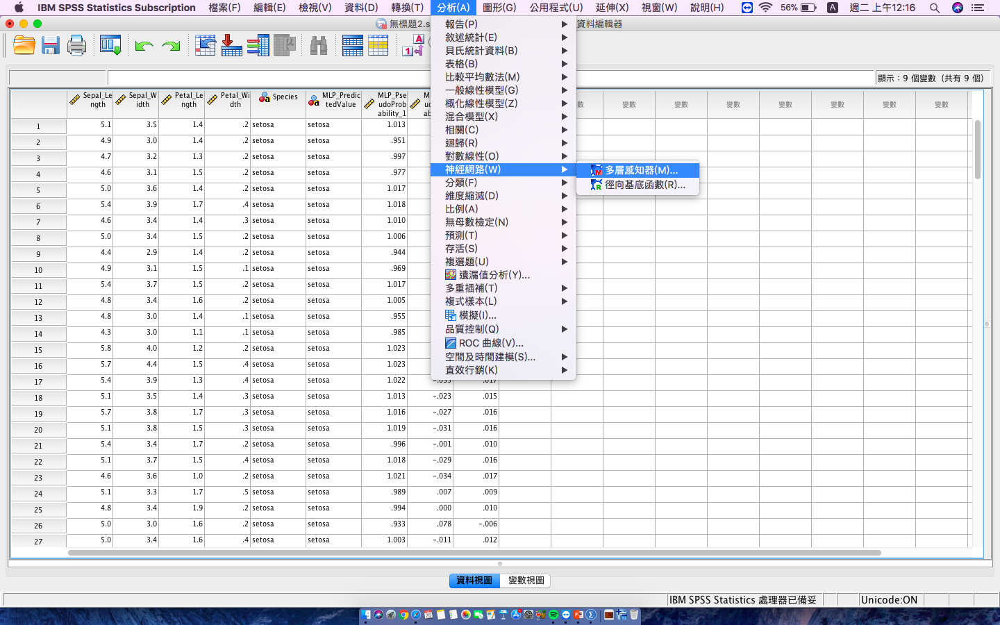 IBM SPSS Statistics Subscription 檔案(F) 編輯(E) 檢視(V) 資料(D) 轉換(T) 分析(A) 圖形(G) 公用程式(U) 延伸(X) 視窗(W) 說明(H) 56% A 週二 上午12:16
無標題2.s 資料編輯器
顯示：9 個變數 (共有 9 個)
Sepal_Length Sepal_Width Petal_Length Petal_Width Species MLP_PredictedValue MLP_PseudoProbability_1 變數 變數 變數 變數 變數 變數 變數
1 5.1 3.5 1.4 .2 setosa setosa 1.013
2 4.9 3.0 1.4 .2 setosa setosa .951
3 4.7 3.2 1.3 .2 setosa setosa .997
4 4.6 3.1 1.5 .2 setosa setosa .977
5 5.0 3.6 1.4 .2 setosa setosa 1.017
6 5.4 3.9 1.7 .4 setosa setosa 1.018
7 4.6 3.4 1.4 .3 setosa setosa 1.010
8 5.0 3.4 1.5 .2 setosa setosa 1.006
9 4.4 2.9 1.4 .2 setosa setosa .944
10 4.9 3.1 1.5 .1 setosa setosa .969
11 5.4 3.7 1.5 .2 setosa setosa 1.017
12 4.8 3.4 1.6 .2 setosa setosa 1.005
13 4.8 3.0 1.4 .1 setosa setosa .955
14 4.3 3.0 1.1 .1 setosa setosa .985
15 5.8 4.0 1.2 .2 setosa setosa 1.023
16 5.7 4.4 1.5 .4 setosa setosa 1.023
17 5.4 3.9 1.3 .4 setosa setosa 1.022
18 5.1 3.5 1.4 .3 setosa setosa 1.013 -.023 .015
19 5.7 3.8 1.7 .3 setosa setosa 1.016 -.027 .016
20 5.1 3.8 1.5 .3 setosa setosa 1.019 -.031 .016
21 5.4 3.4 1.7 .2 setosa setosa .996 -.001 .010
22 5.1 3.7 1.5 .4 setosa setosa 1.018 -.029 .016
23 4.6 3.6 1.0 .2 setosa setosa 1.021 -.034 .017
24 5.1 3.3 1.7 .5 setosa setosa .989 .007 .009
25 4.8 3.4 1.9 .2 setosa setosa .994 .000 .010
26 5.0 3.0 1.6 .2 setosa setosa .933 .078 -.006
27 5.0 3.4 1.6 .4 setosa setosa 1.003 -.011 .012
報告(P)
敘述統計(E)
貝氏統計資料(B)
表格(B)
比較平均數法(M)
一般線性模型(G)
概化線性模型(Z)
混合模型(X)
相關(C)
迴歸(R)
對數線性(O)
神經網路(W)
多層感知器(M)...
徑向基底函數(R)...
分類(F)
維度縮減(D)
比例(A)
無母數檢定(N)
預測(T)
存活(S)
複選題(U)
遺漏值分析(Y)...
多重插補(T)
複式樣本(L)
模擬(I)...
品質控制(Q)
ROC 曲線(V)...
空間及時間建模(S)...
直效行銷(K)
資料視圖 變數視圖
IBM SPSS Statistics 處理器已備妥 Unicode:ON